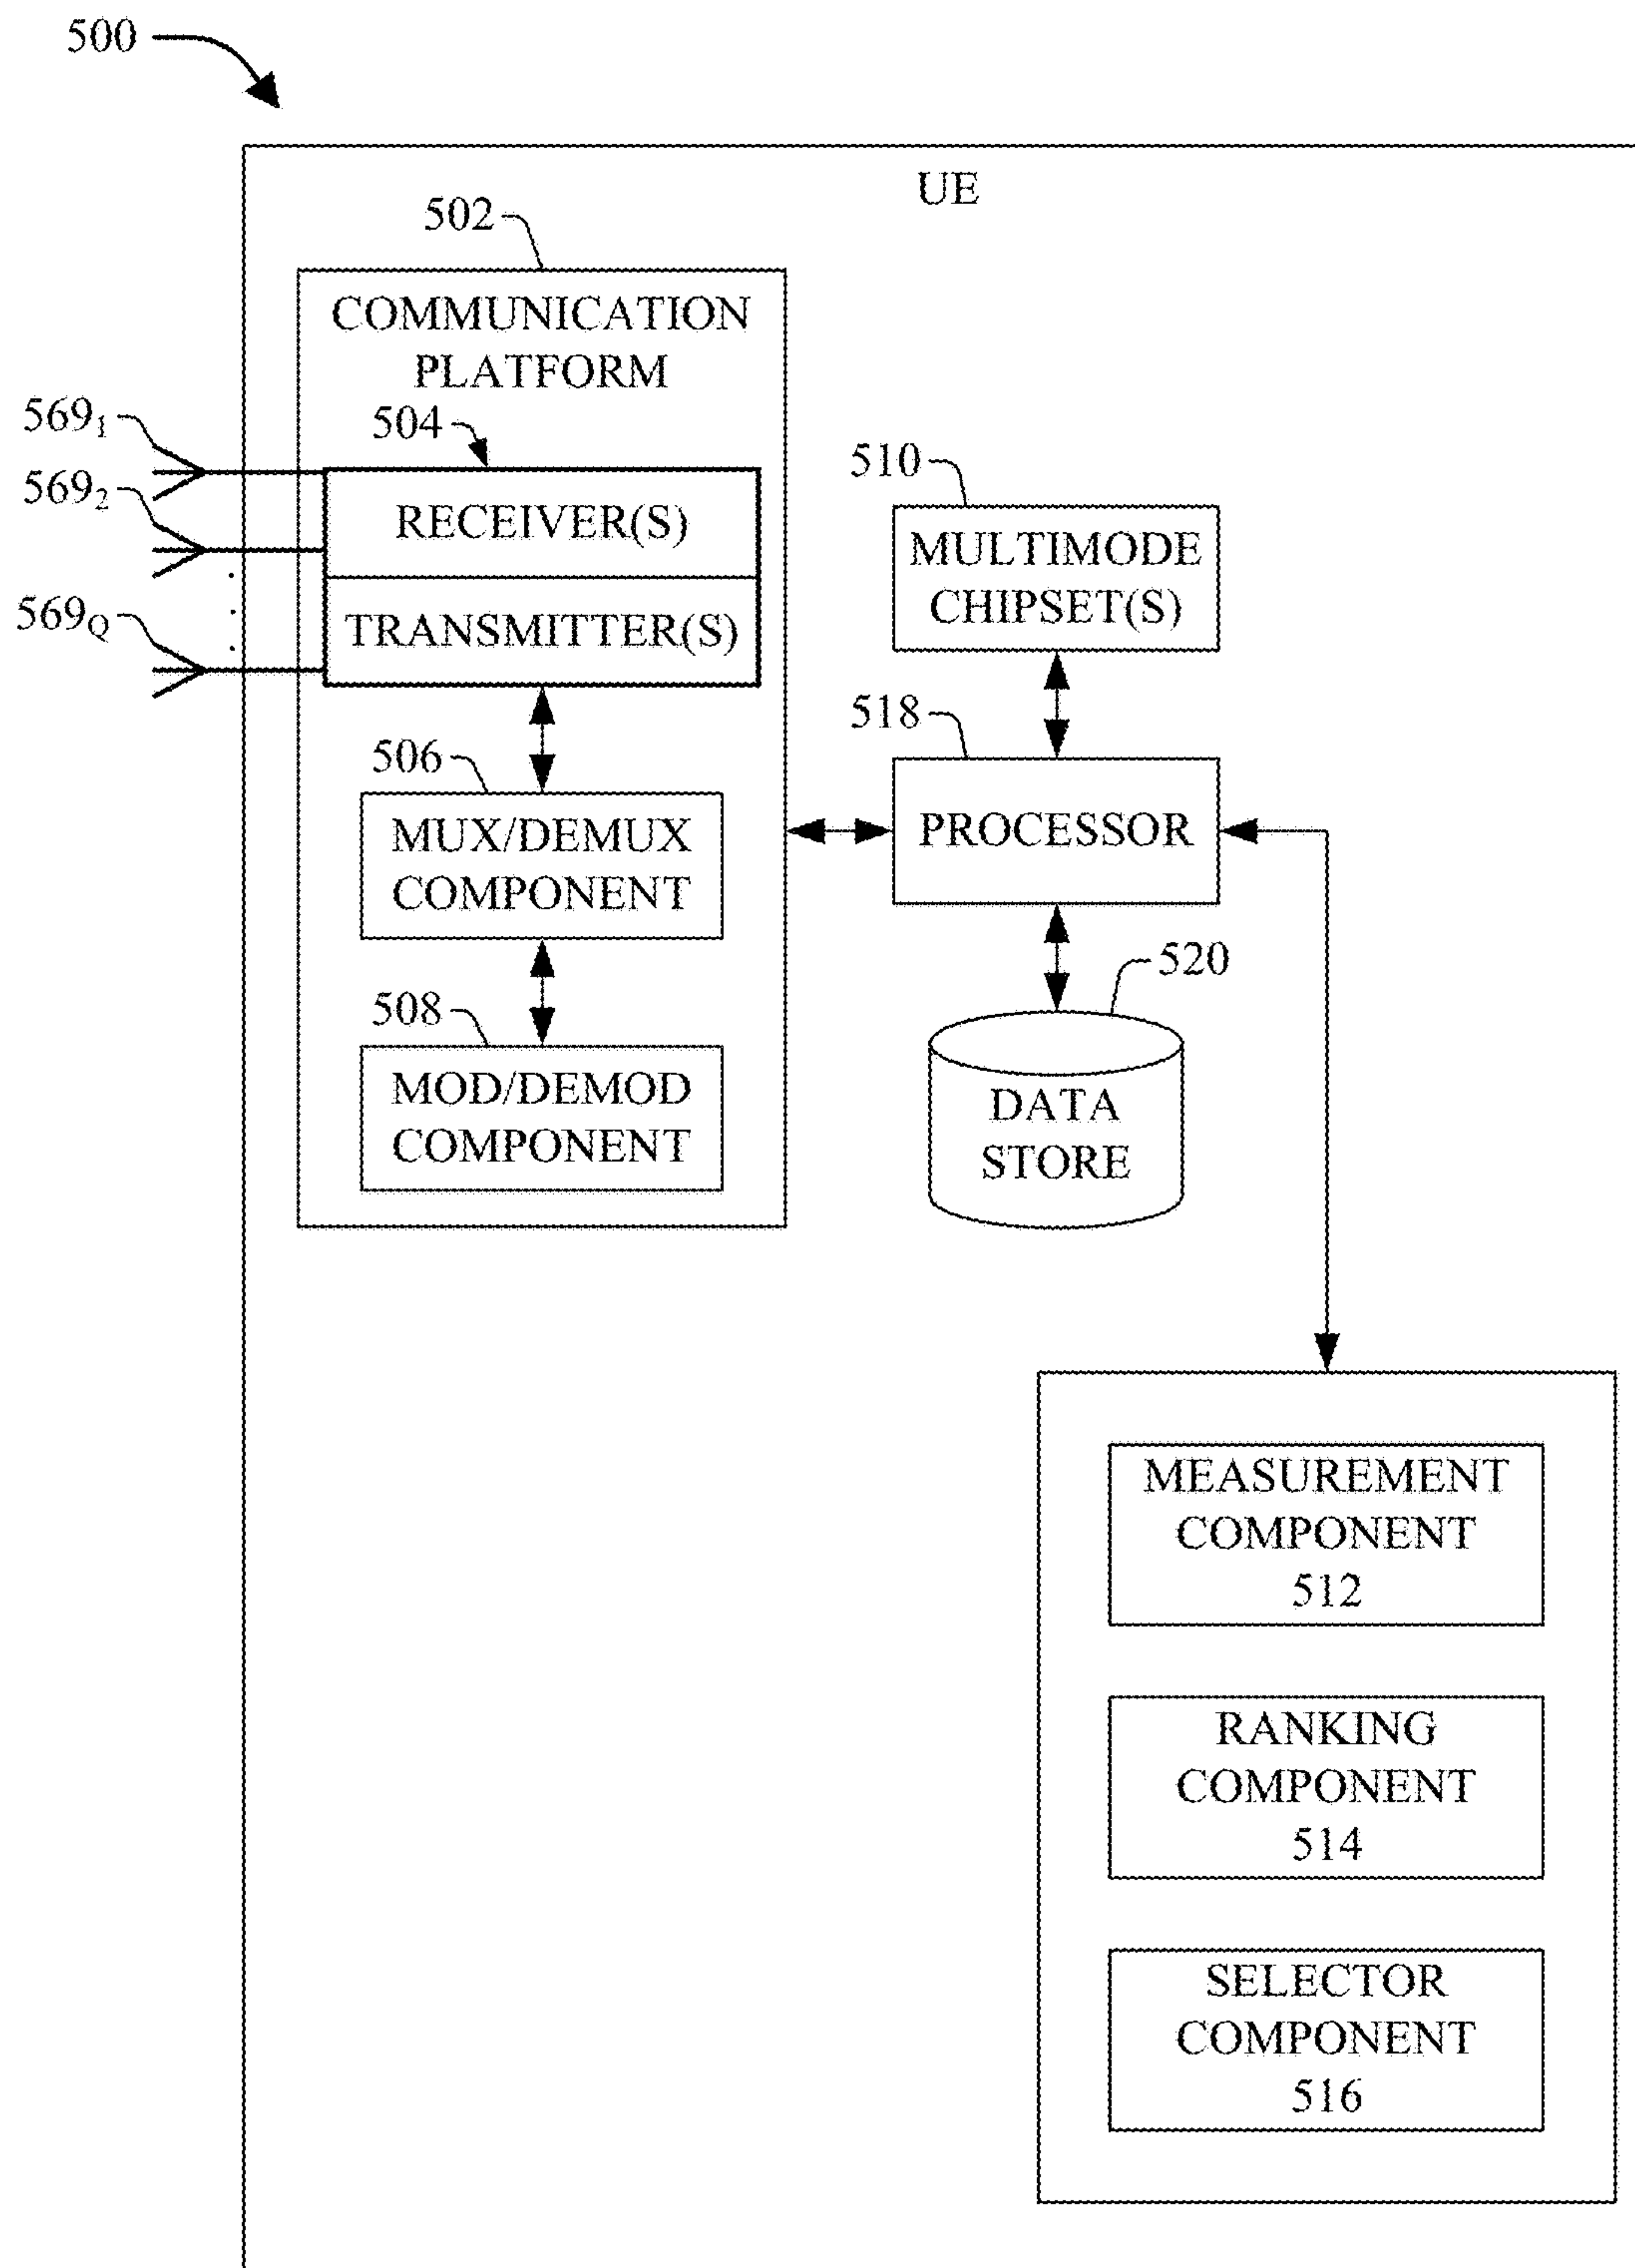 500
UE
502
COMMUNICATION
PLATFORM
504
569₁
569₂
569Q
RECEIVER(S)
TRANSMITTER(S)
506
MUX/DEMUX
COMPONENT
508
MOD/DEMOD
COMPONENT
510
MULTIMODE
CHIPSET(S)
518
PROCESSOR
520
DATA
STORE
MEASUREMENT
COMPONENT
512
RANKING
COMPONENT
514
SELECTOR
COMPONENT
516